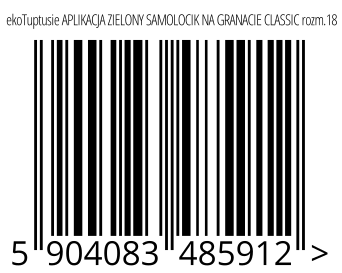 ekoTuptusie APLIKACJA ZIELONY SAMOLOCIK NA GRANACIE CLASSIC rozm.18
5 904083 485912 >